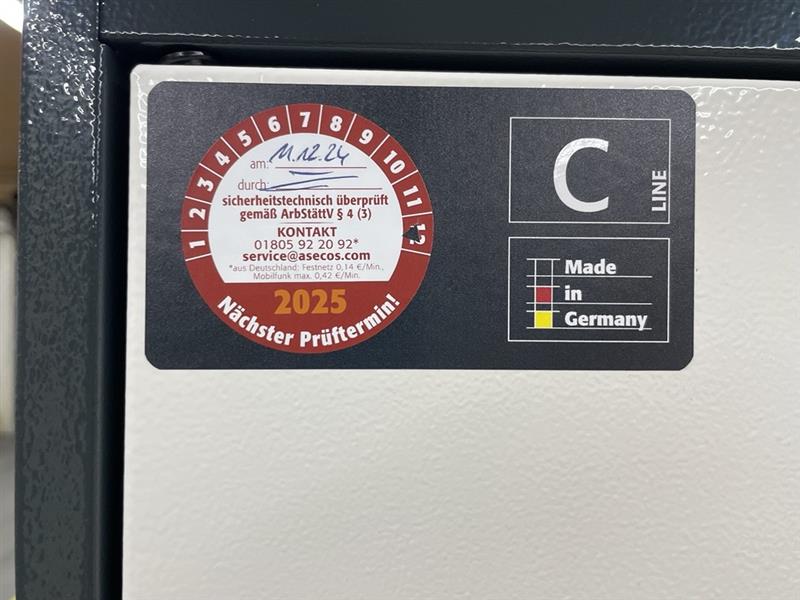 1 2 3 4 5 6 7 8 9 10 11 12
am: 11.12.24
durch:
sicherheitstechnisch überprüft
gemäß ArbStättV § 4 (3)
KONTAKT
01805 92 20 92*
service@asecos.com
*aus Deutschland: Festnetz 0,14 €/Min.,
Mobilfunk max. 0,42 €/Min.
2025
Nächster Prüftermin!
C
LINE
Made
in
Germany